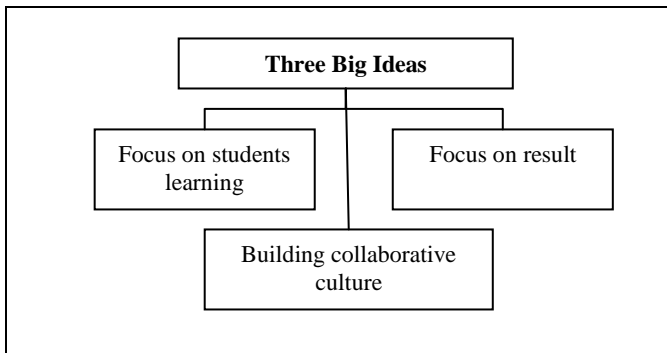 Three Big Ideas
Focus on students
learning
Focus on result
Building collaborative
culture